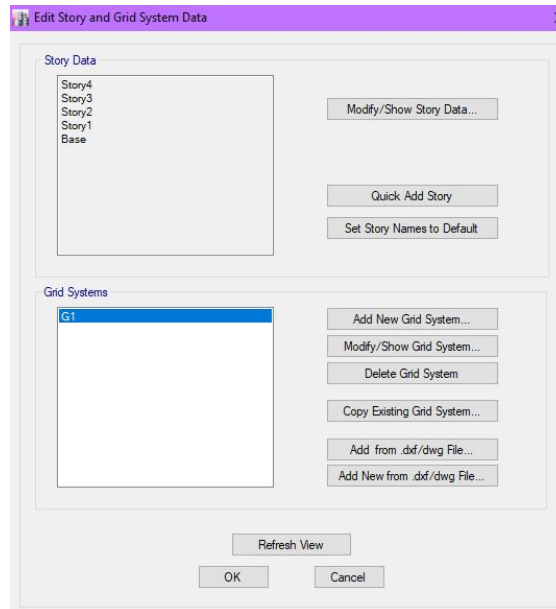 Edit Story and Grid System Data
Story Data
Story4
Story3
Story2
Story1
Base
Modify/Show Story Data...
Quick Add Story
Set Story Names to Default
Grid Systems
G1
Add New Grid System...
Modify/Show Grid System...
Delete Grid System
Copy Existing Grid System...
Add from .dxf/dwg File...
Add New from .dxf/dwg File...
Refresh View
OK
Cancel